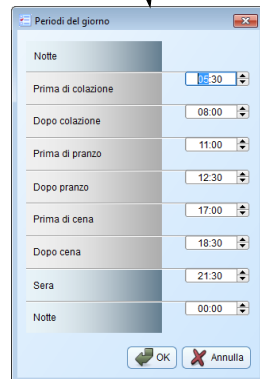 Periodi del giorno
Notte
05:30
Prima di colazione
08:00
Dopo colazione
11:00
Prima di pranzo
12:30
Dopo pranzo
17:00
Prima di cena
18:30
Dopo cena
21:30
Sera
00:00
Notte
OK Annulla